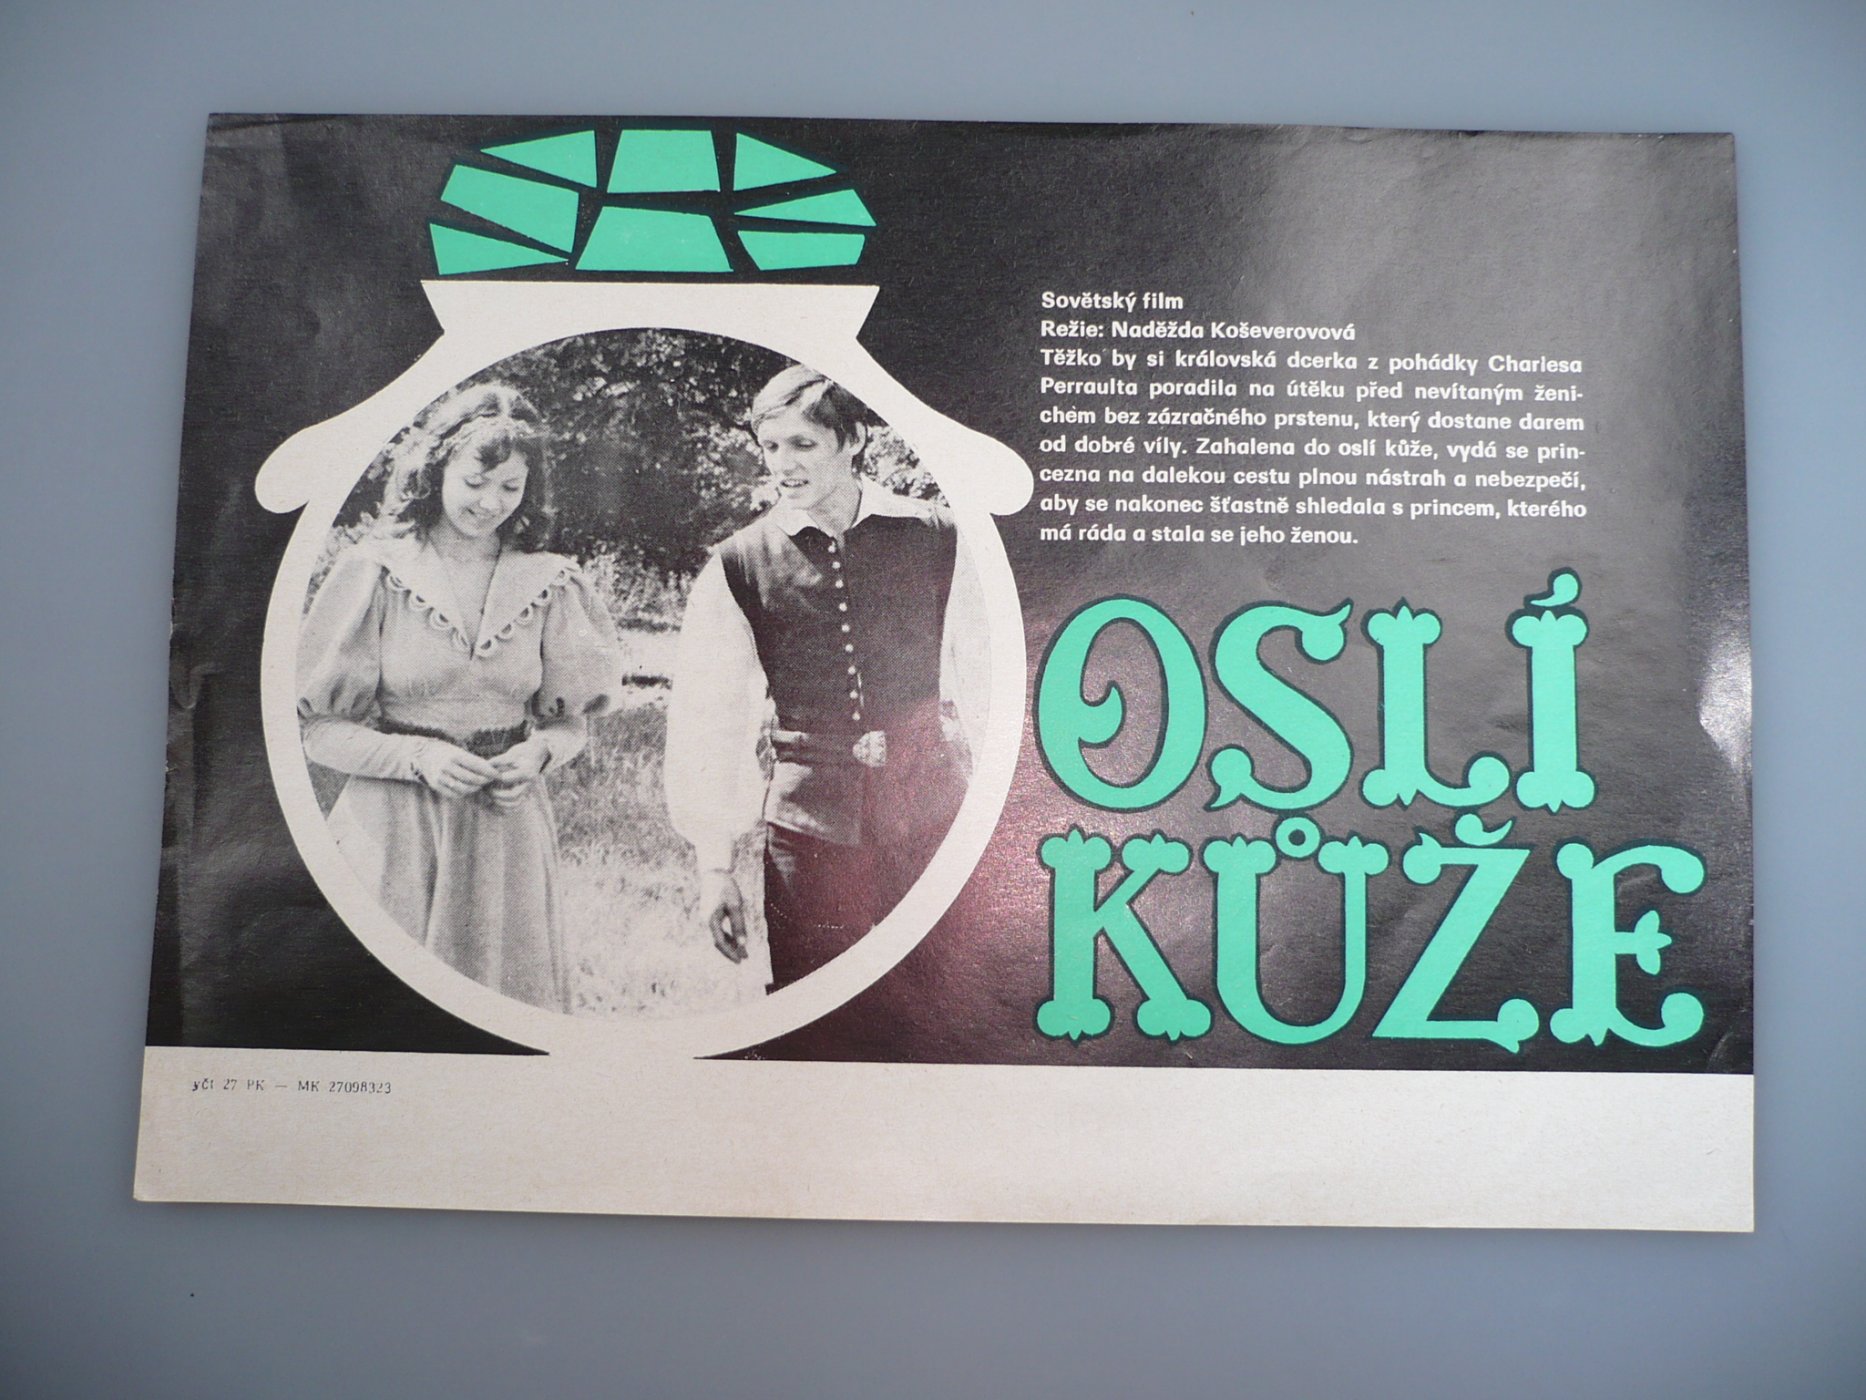 Sovětský film
Režie: Naděžda Koševerovová
Těžko by si královská dcerka z pohádky Charlesa
Perraulta poradila na útěku před nevítaným ženi-
chem bez zázračného prstenu, který dostane darem
od dobré víly. Zahalena do oslí kůže, vydá se prin-
cezna na dalekou cestu plnou nástrah a nebezpečí,
aby se nakonec šťastně shledala s princem, kterého
má ráda a stala se jeho ženou.
OSLÍ
KŮŽE
27 PK — MK 27098323